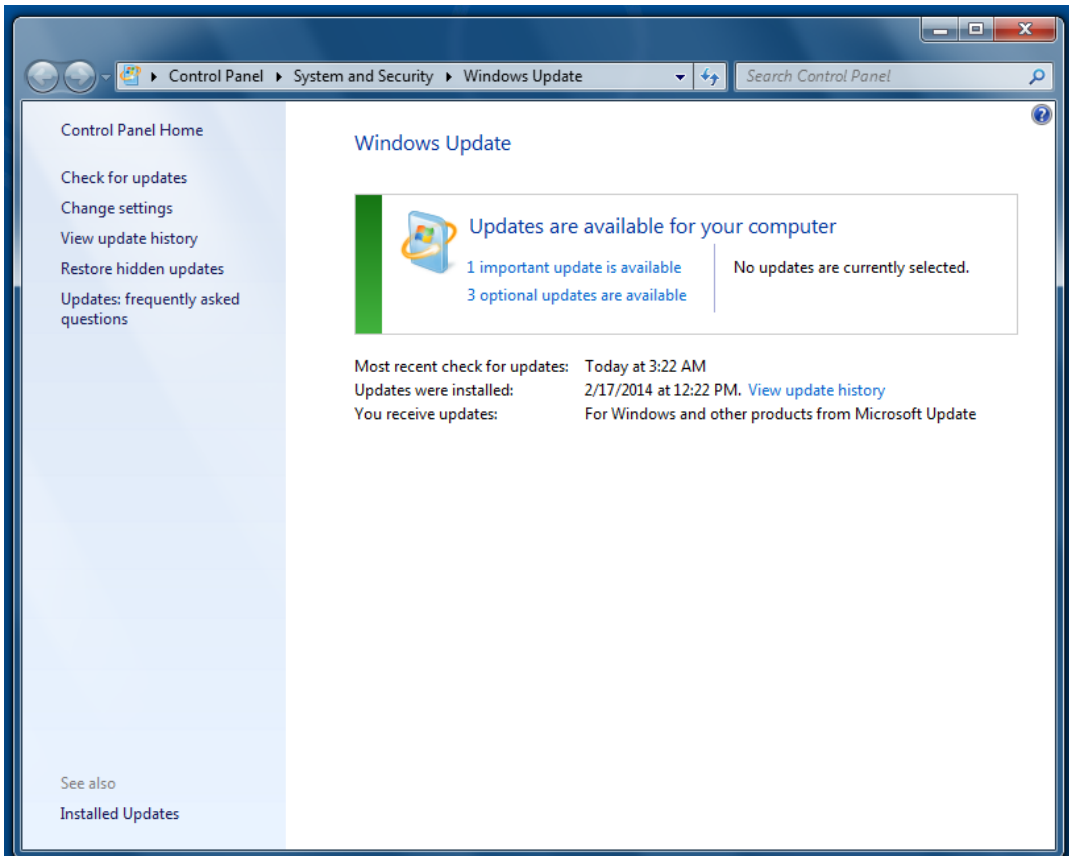 Control Panel System and Security Windows Update
Search Control Panel
Control Panel Home
Check for updates
Change settings
View update history
Restore hidden updates
Updates: frequently asked
questions
See also
Installed Updates
Windows Update
Updates are available for your computer
1 important update is available
3 optional updates are available
No updates are currently selected.
Most recent check for updates: Today at 3:22 AM
Updates were installed: 2/17/2014 at 12:22 PM. View update history
You receive updates: For Windows and other products from Microsoft Update